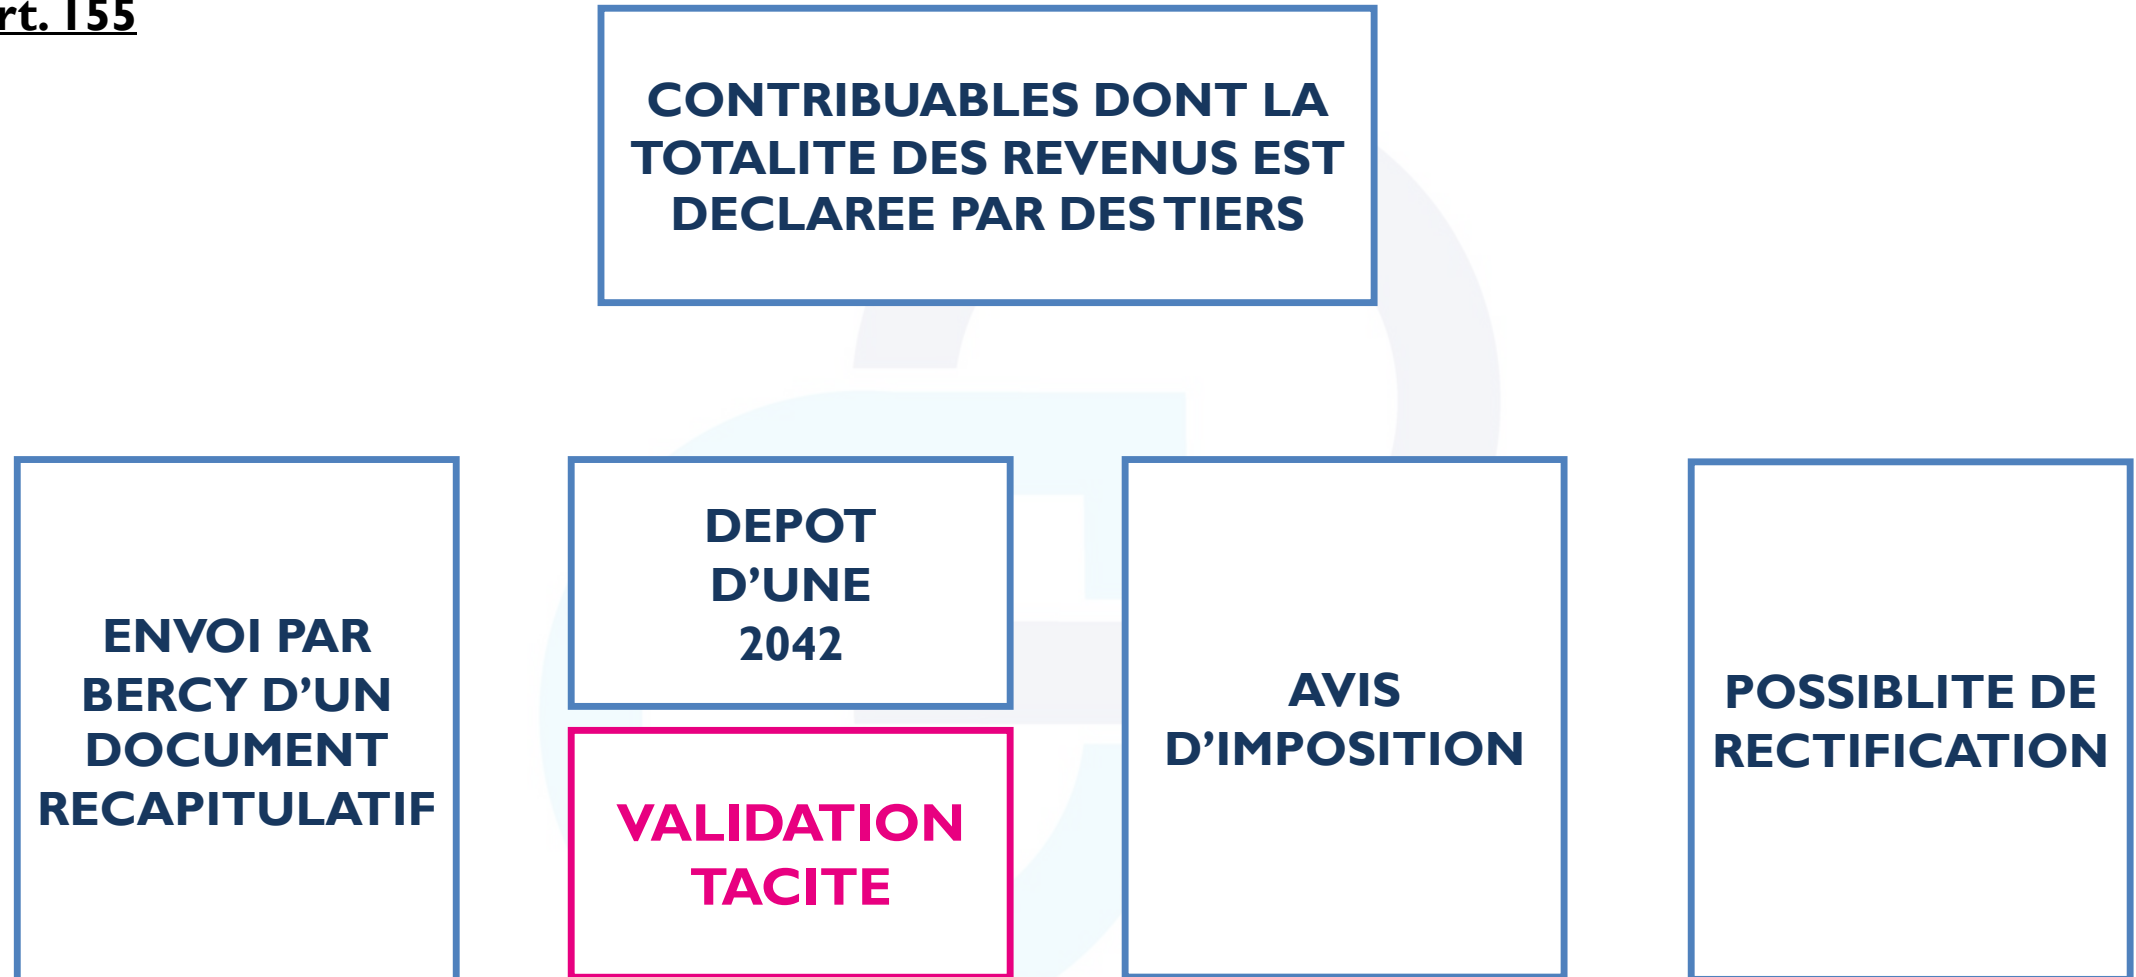 rt. 155
CONTRIBUABLES DONT LA
TOTALITE DES REVENUS EST
DECLAREE PAR DES TIERS
ENVOI PAR
BERCY D’UN
DOCUMENT
RECAPITULATIF
DEPOT
D’UNE
2042
VALIDATION
TACITE
AVIS
D’IMPOSITION
POSSIBLITE DE
RECTIFICATION